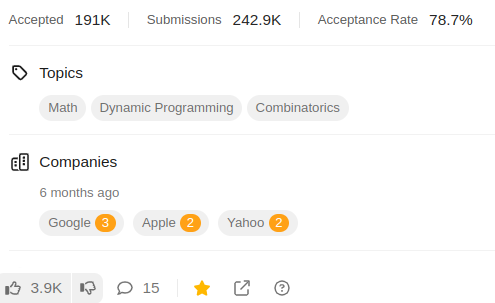 Accepted 191K Submissions 242.9K Acceptance Rate 78.7%
Topics
Math Dynamic Programming Combinatorics
Companies
6 months ago
Google 3 Apple 2 Yahoo 2
3.9K 15